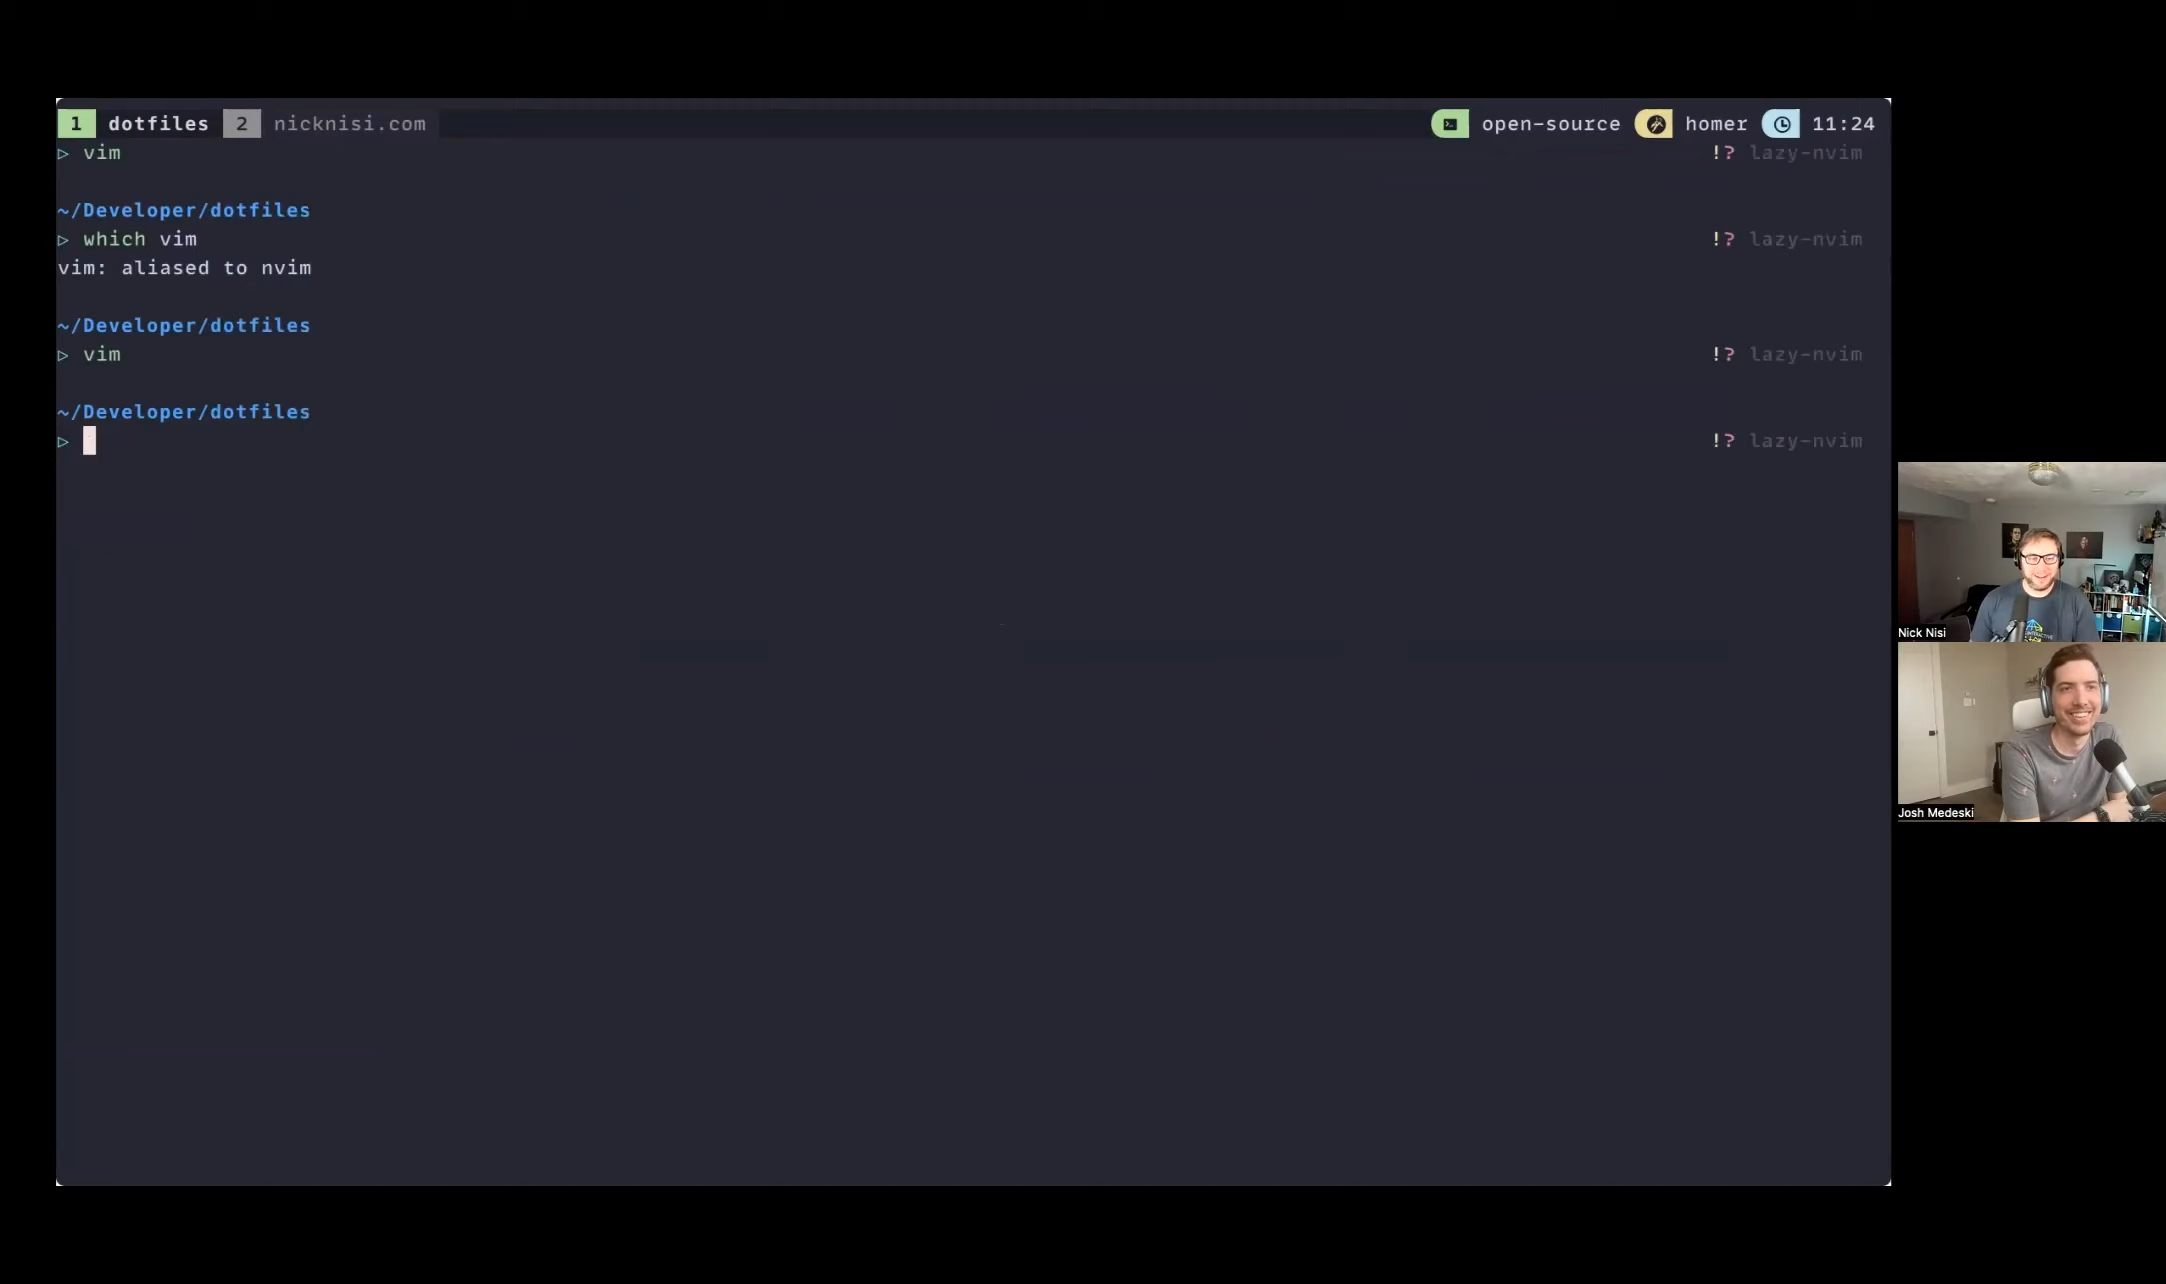 1 dotfiles 2 nicknisi.com open-source homer 11:24
▷ vim !? lazy-nvim
~/Developer/dotfiles
▷ which vim !? lazy-nvim
vim: aliased to nvim
~/Developer/dotfiles
▷ vim !? lazy-nvim
~/Developer/dotfiles
▷ !? lazy-nvim
Nick Nisi
Josh Medeski